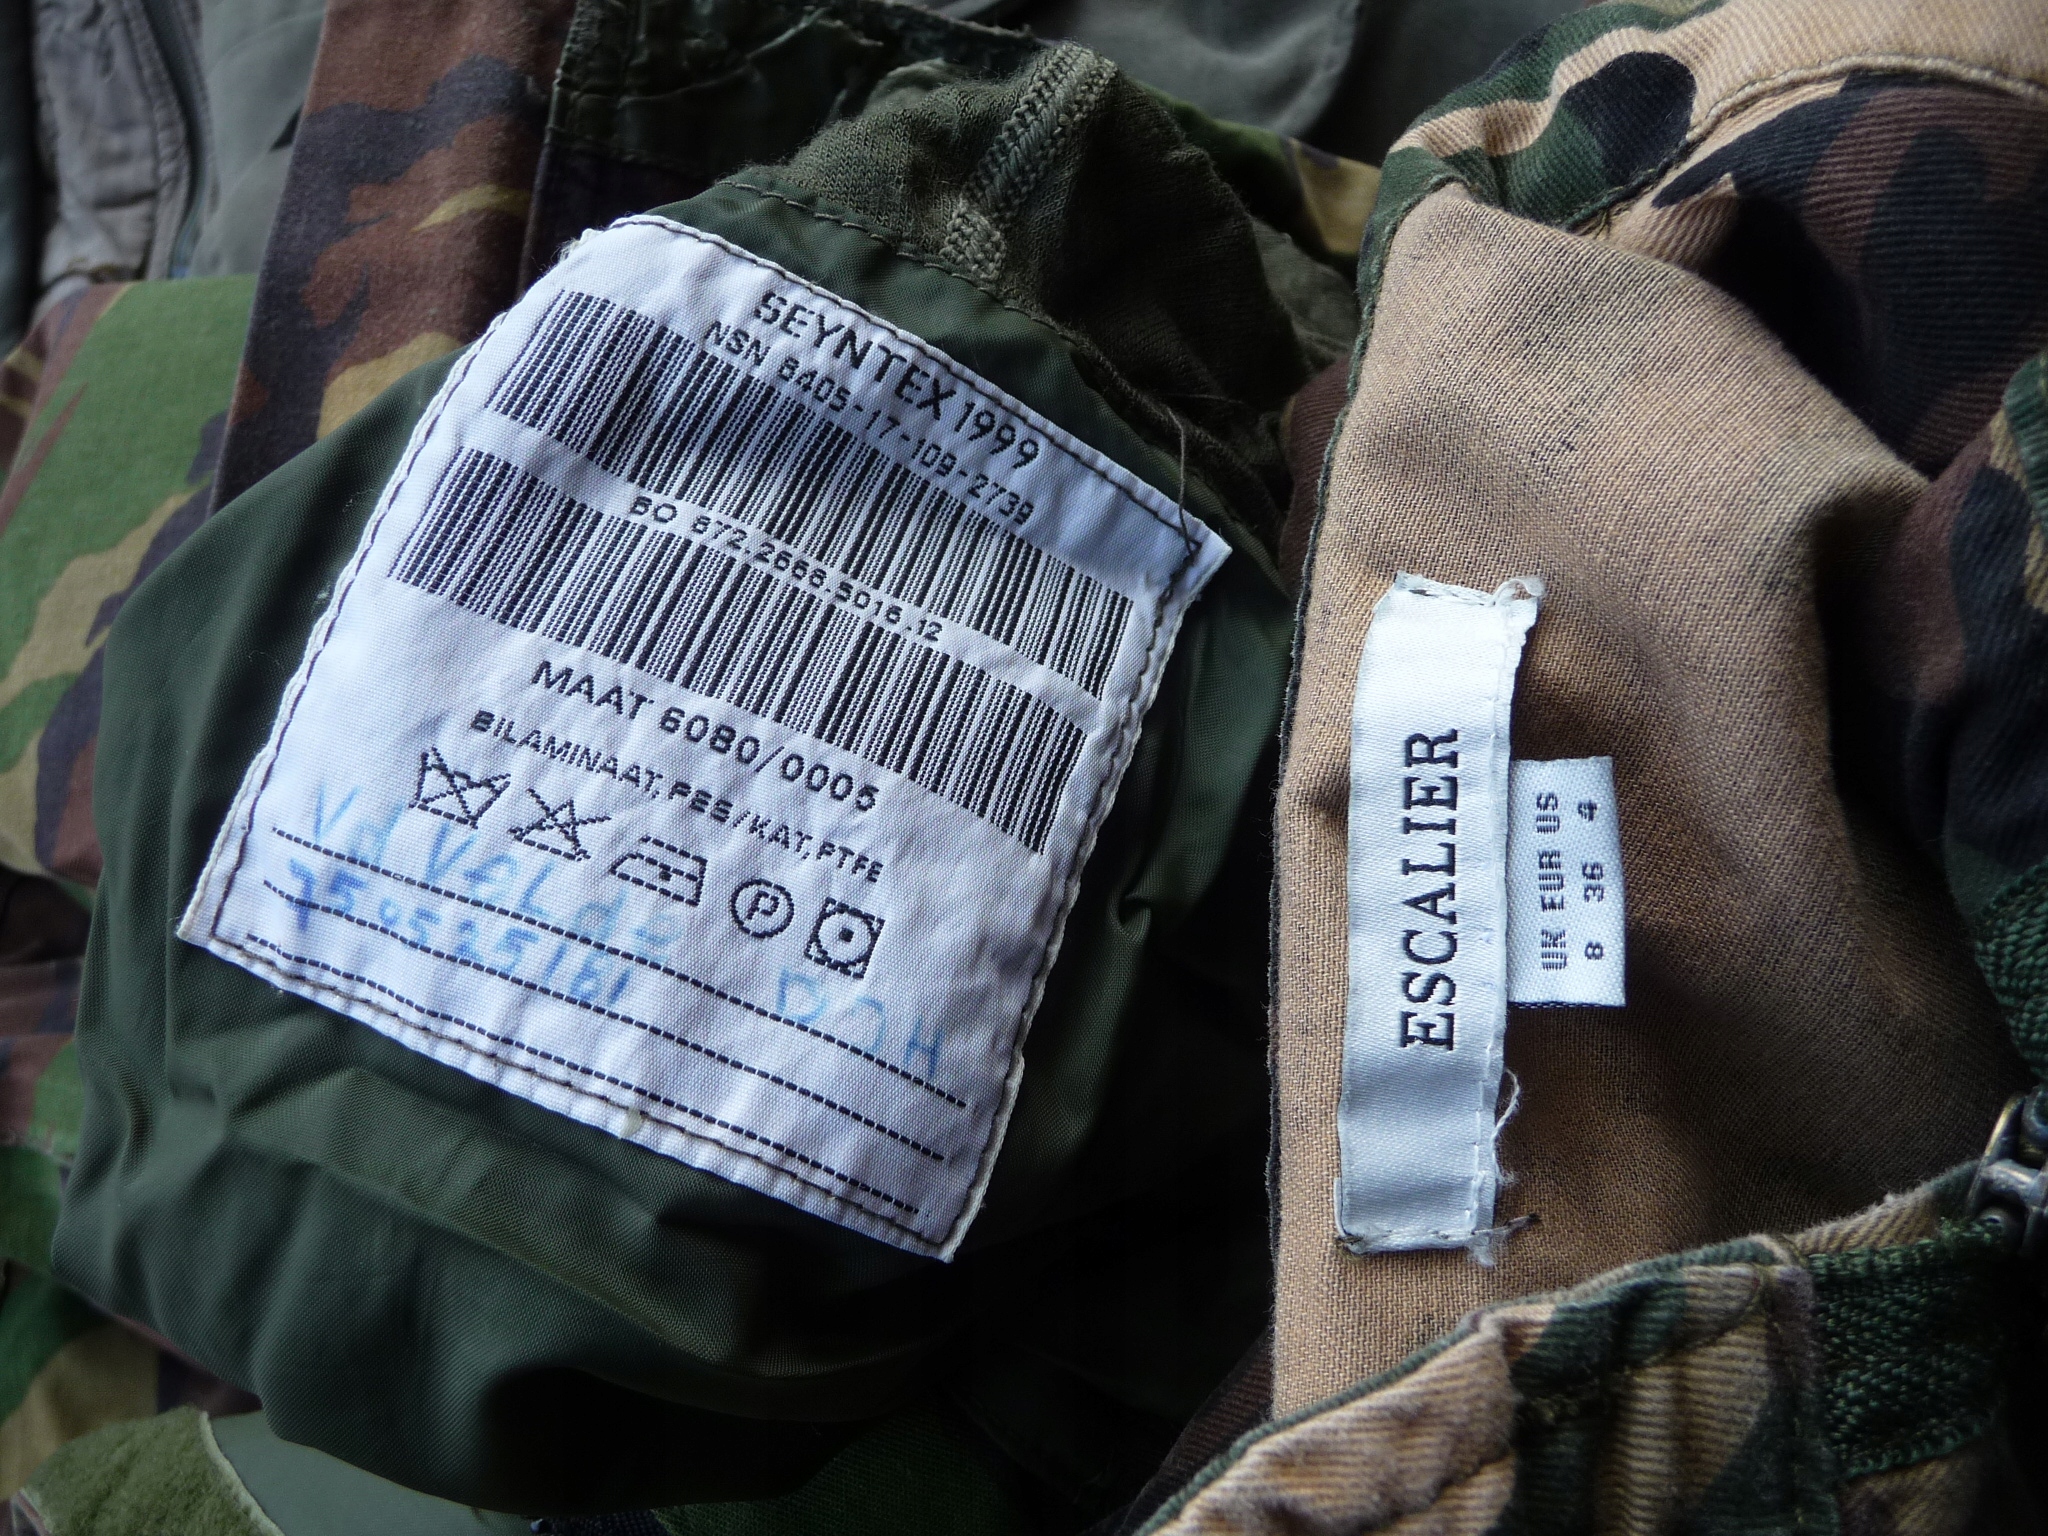 SEYNTEX 1999
NSN 8405-17-109-2739
BO 872.2666.5016.12
MAAT 6080/0005
BILAMINAAT, PES/KAT, PTFE
P
Vd
D
H
ESCALIER
UK EUR US
8 36 4